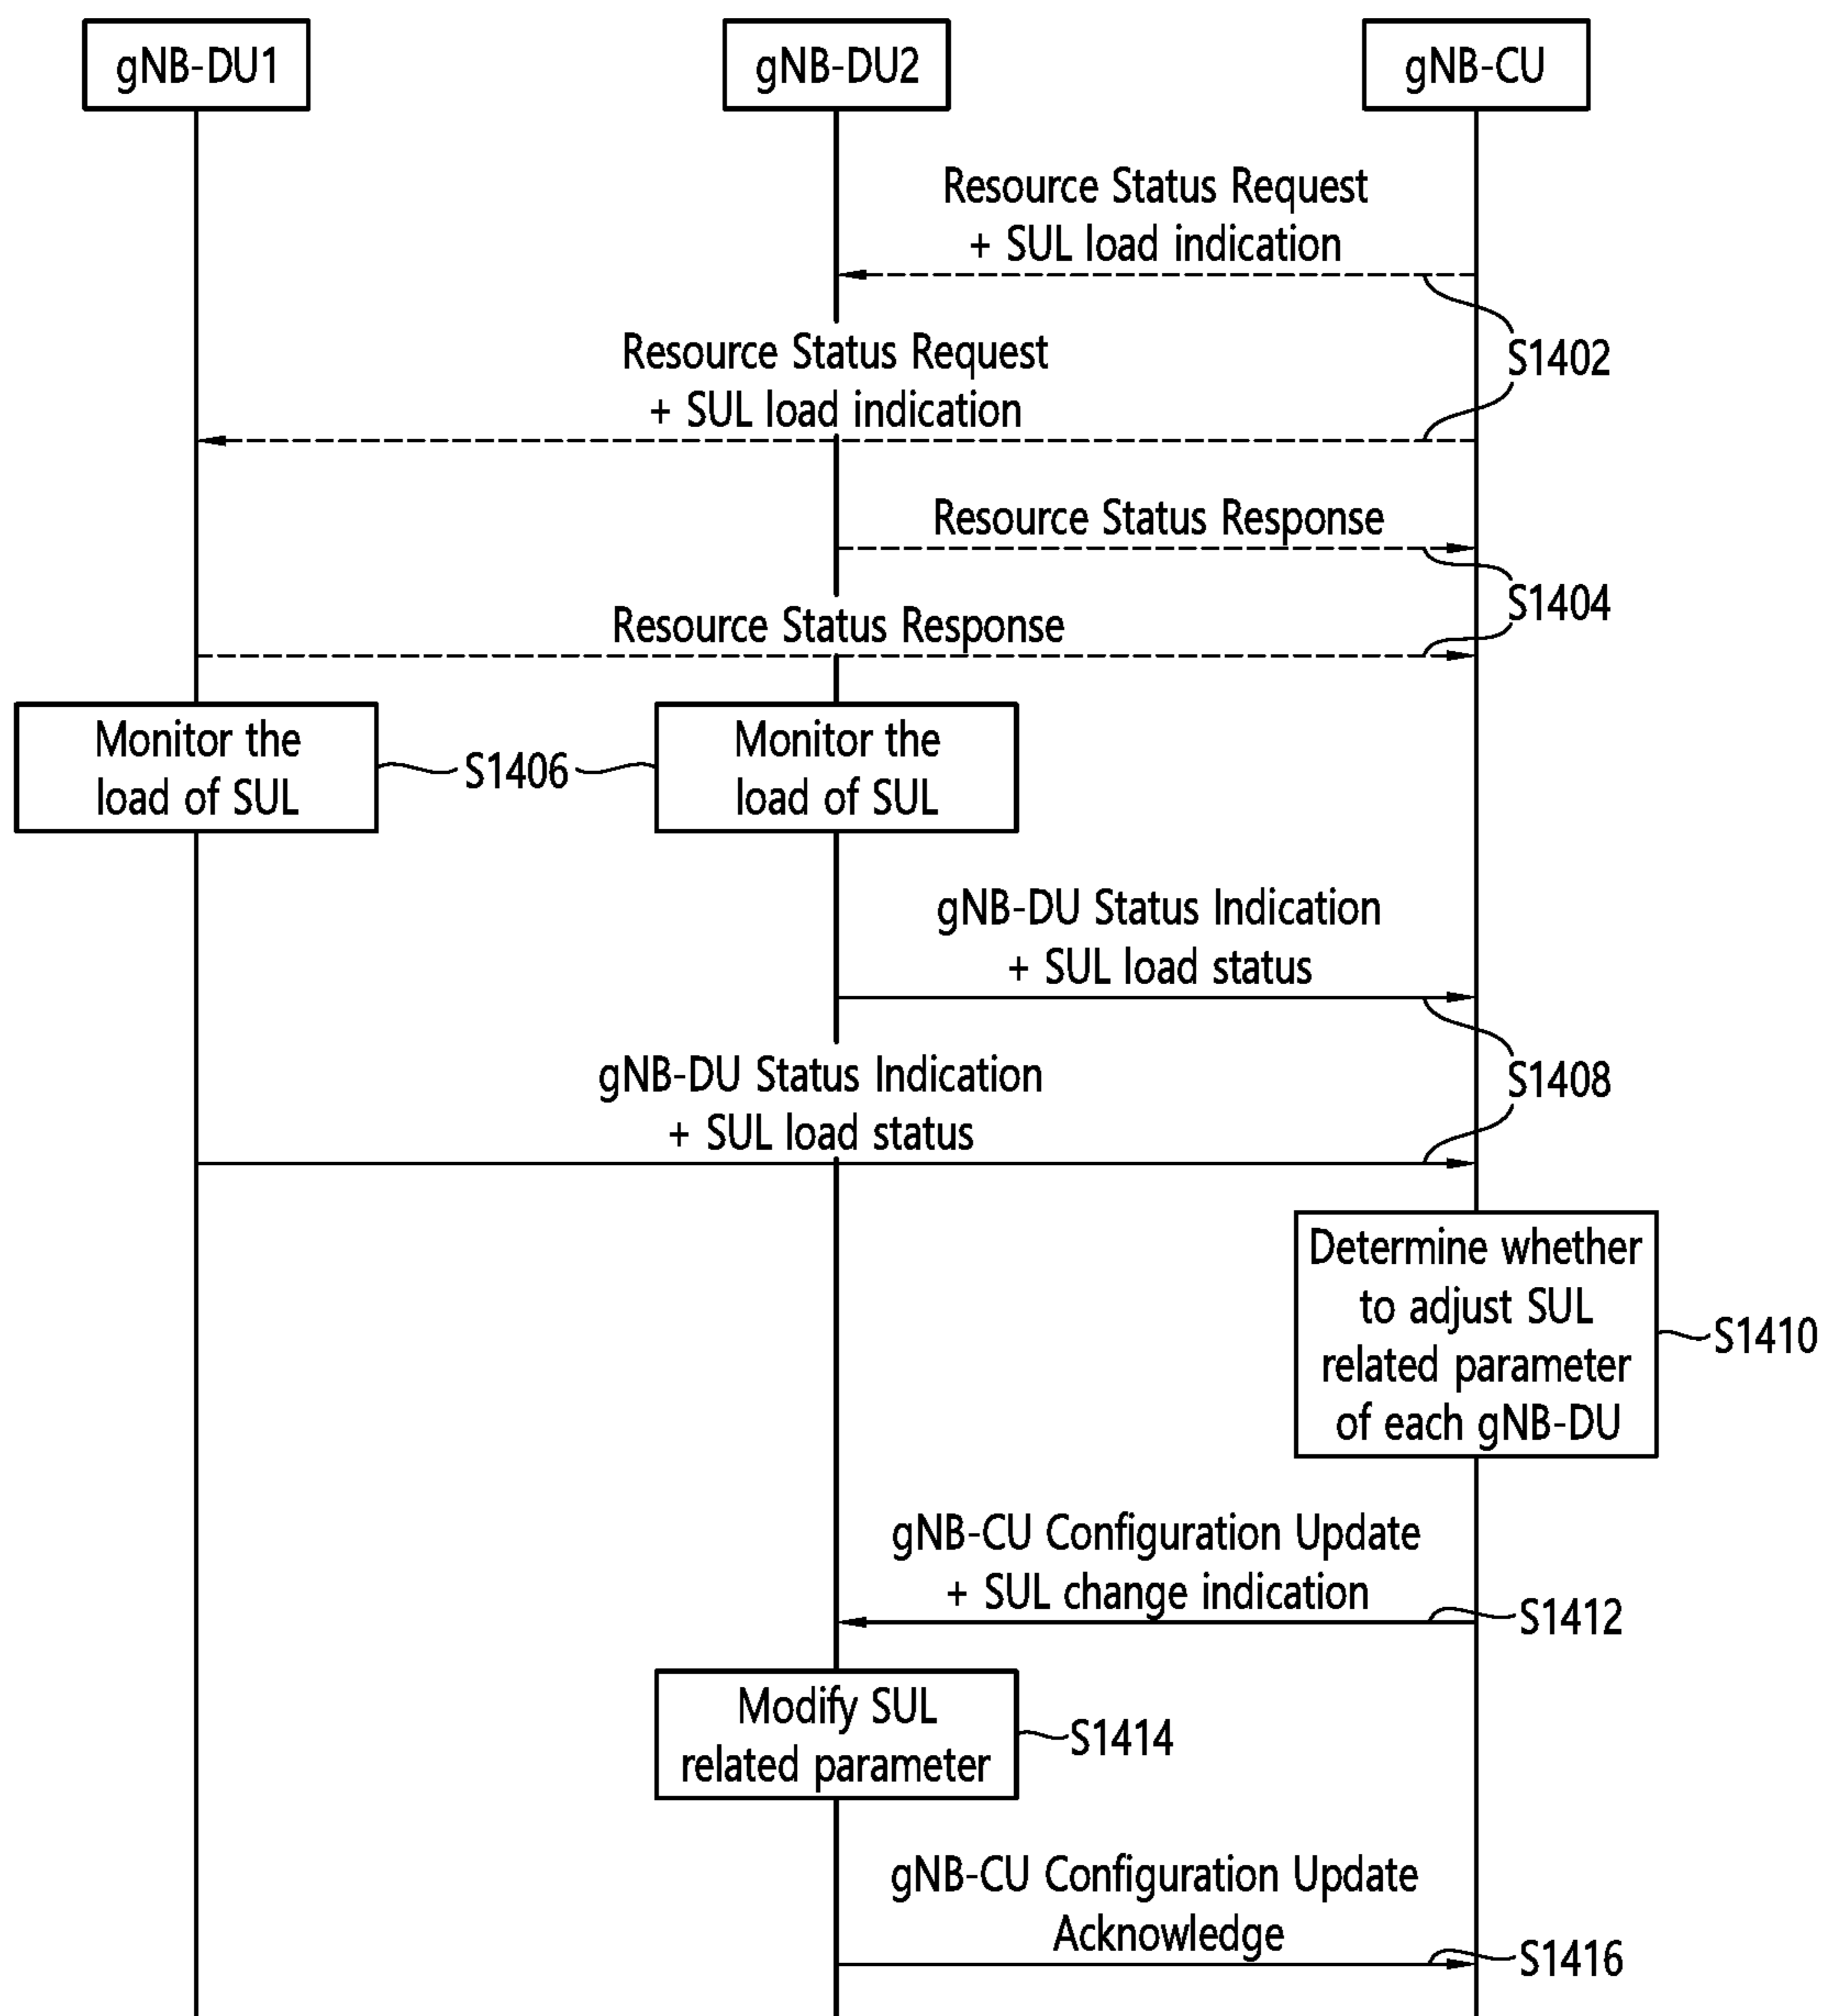 gNB-DU1
gNB-DU2
gNB-CU
Resource Status Request
+ SUL load indication
S1402
Resource Status Request
+ SUL load indication
Resource Status Response
S1404
Resource Status Response
Monitor the
load of SUL
S1406
Monitor the
load of SUL
gNB-DU Status Indication
+ SUL load status
S1408
gNB-DU Status Indication
+ SUL load status
Determine whether
to adjust SUL
related parameter
of each gNB-DU
S1410
gNB-CU Configuration Update
+ SUL change indication
S1412
Modify SUL
related parameter
S1414
gNB-CU Configuration Update
Acknowledge
S1416